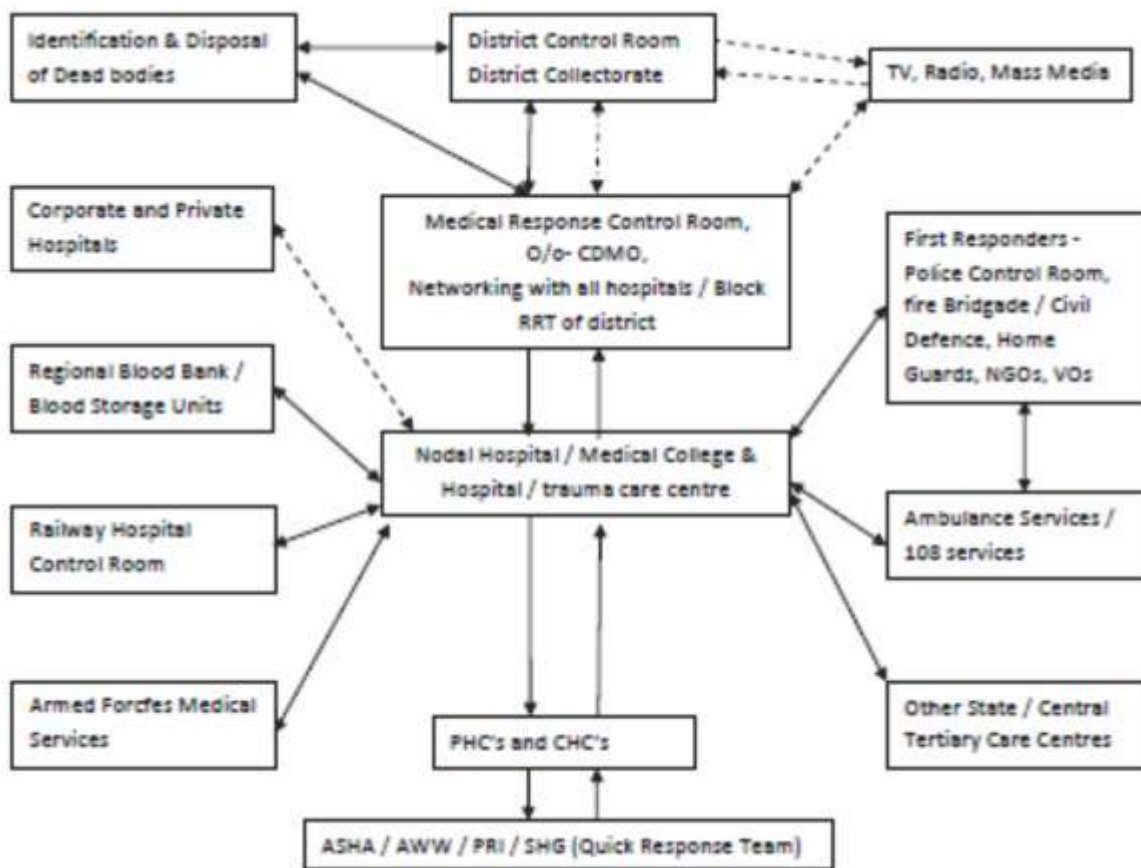 Identification & Disposal
of Dead bodies
District Control Room
District Collectorate
TV, Radio, Mass Media
Corporate and Private
Hospitals
Medical Response Control Room,
O/o- CDMO,
Networking with all hospitals / Block
RRT of district
First Responders -
Police Control Room,
fire Bridgade / Civil
Defence, Home
Guards, NGOs, VOs
Regional Blood Bank /
Blood Storage Units
Nodal Hospital / Medical College &
Hospital / trauma care centre
Railway Hospital
Control Room
Ambulance Services /
108 services
Armed Forcfes Medical
Services
PHC's and CHC's
Other State / Central
Tertiary Care Centres
ASHA / AWW / PRI / SHG (Quick Response Team)